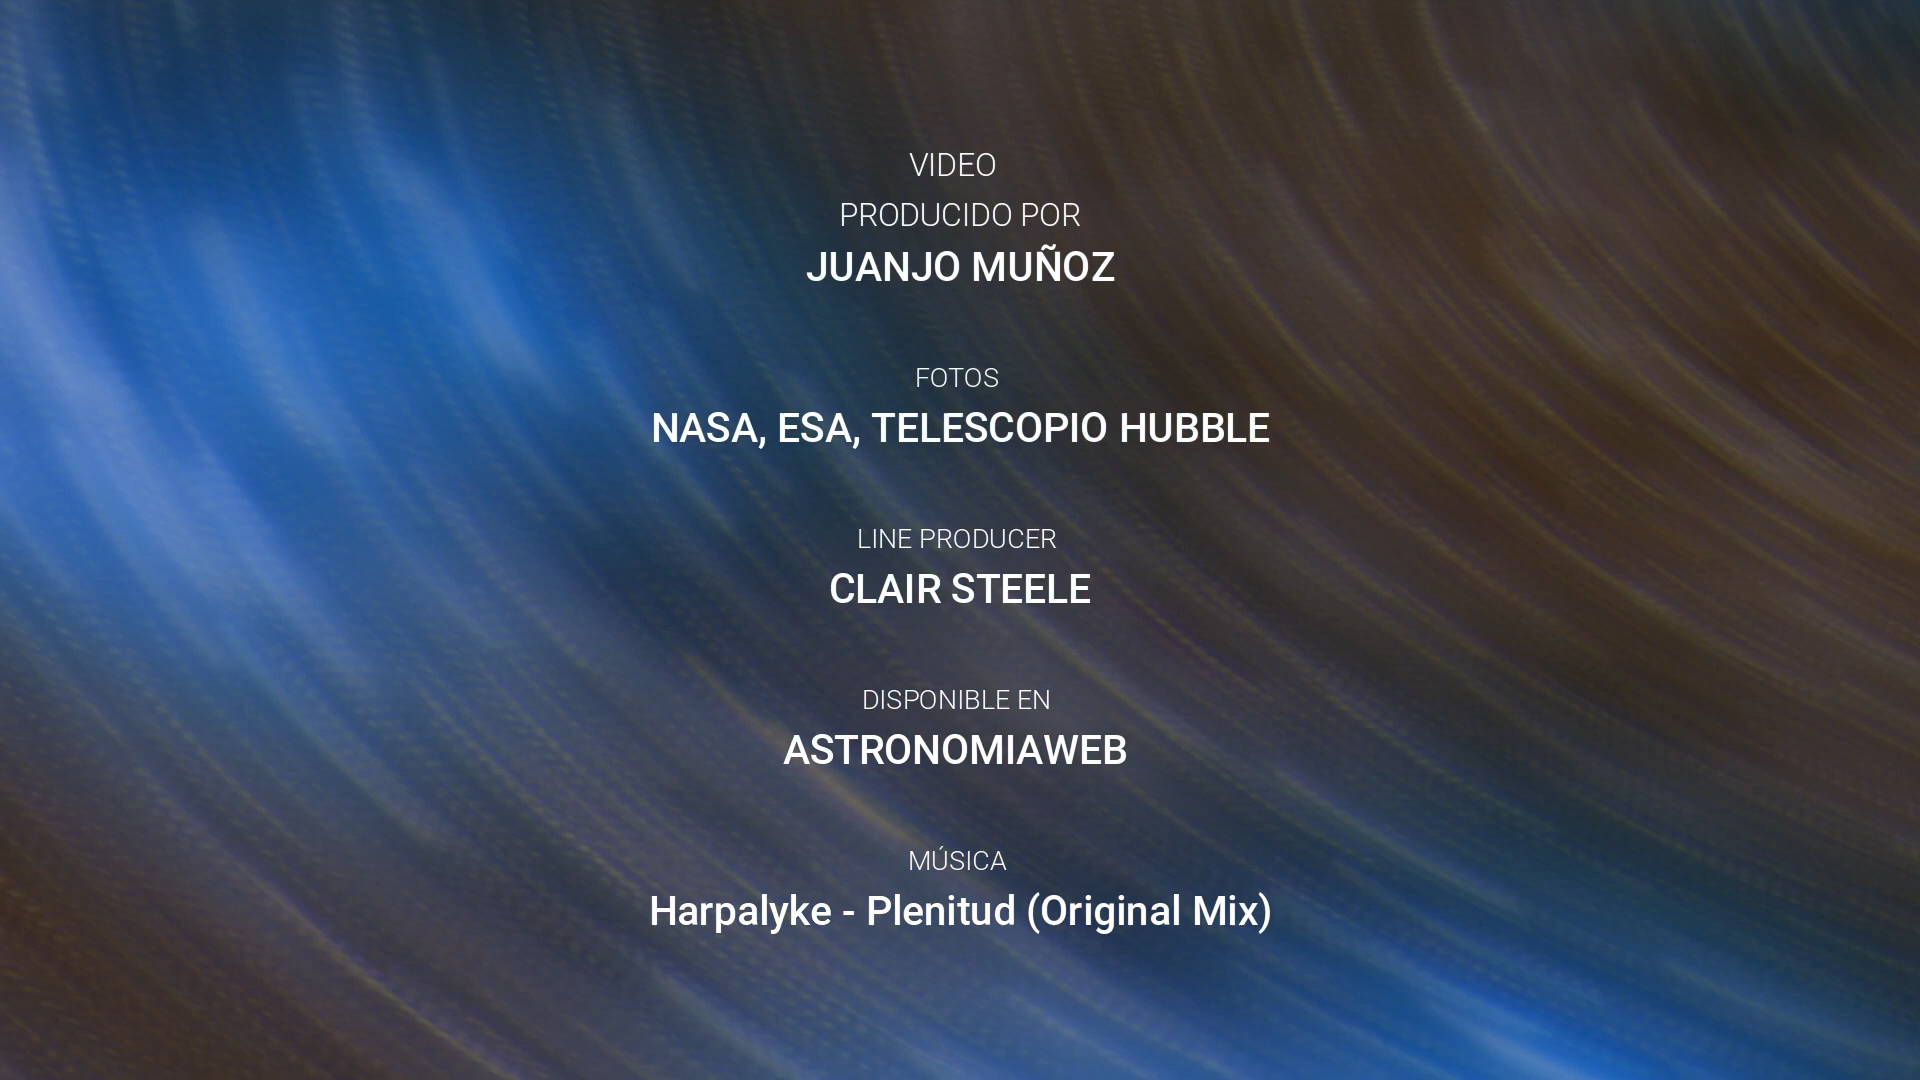 VIDEO
PRODUCIDO POR
JUANJO MUÑOZ
FOTOS
NASA, ESA, TELESCOPIO HUBBLE
LINE PRODUCER
CLAIR STEELE
DISPONIBLE EN
ASTRONOMIAWEB
MÚSICA
Harpalyke - Plenitud (Original Mix)